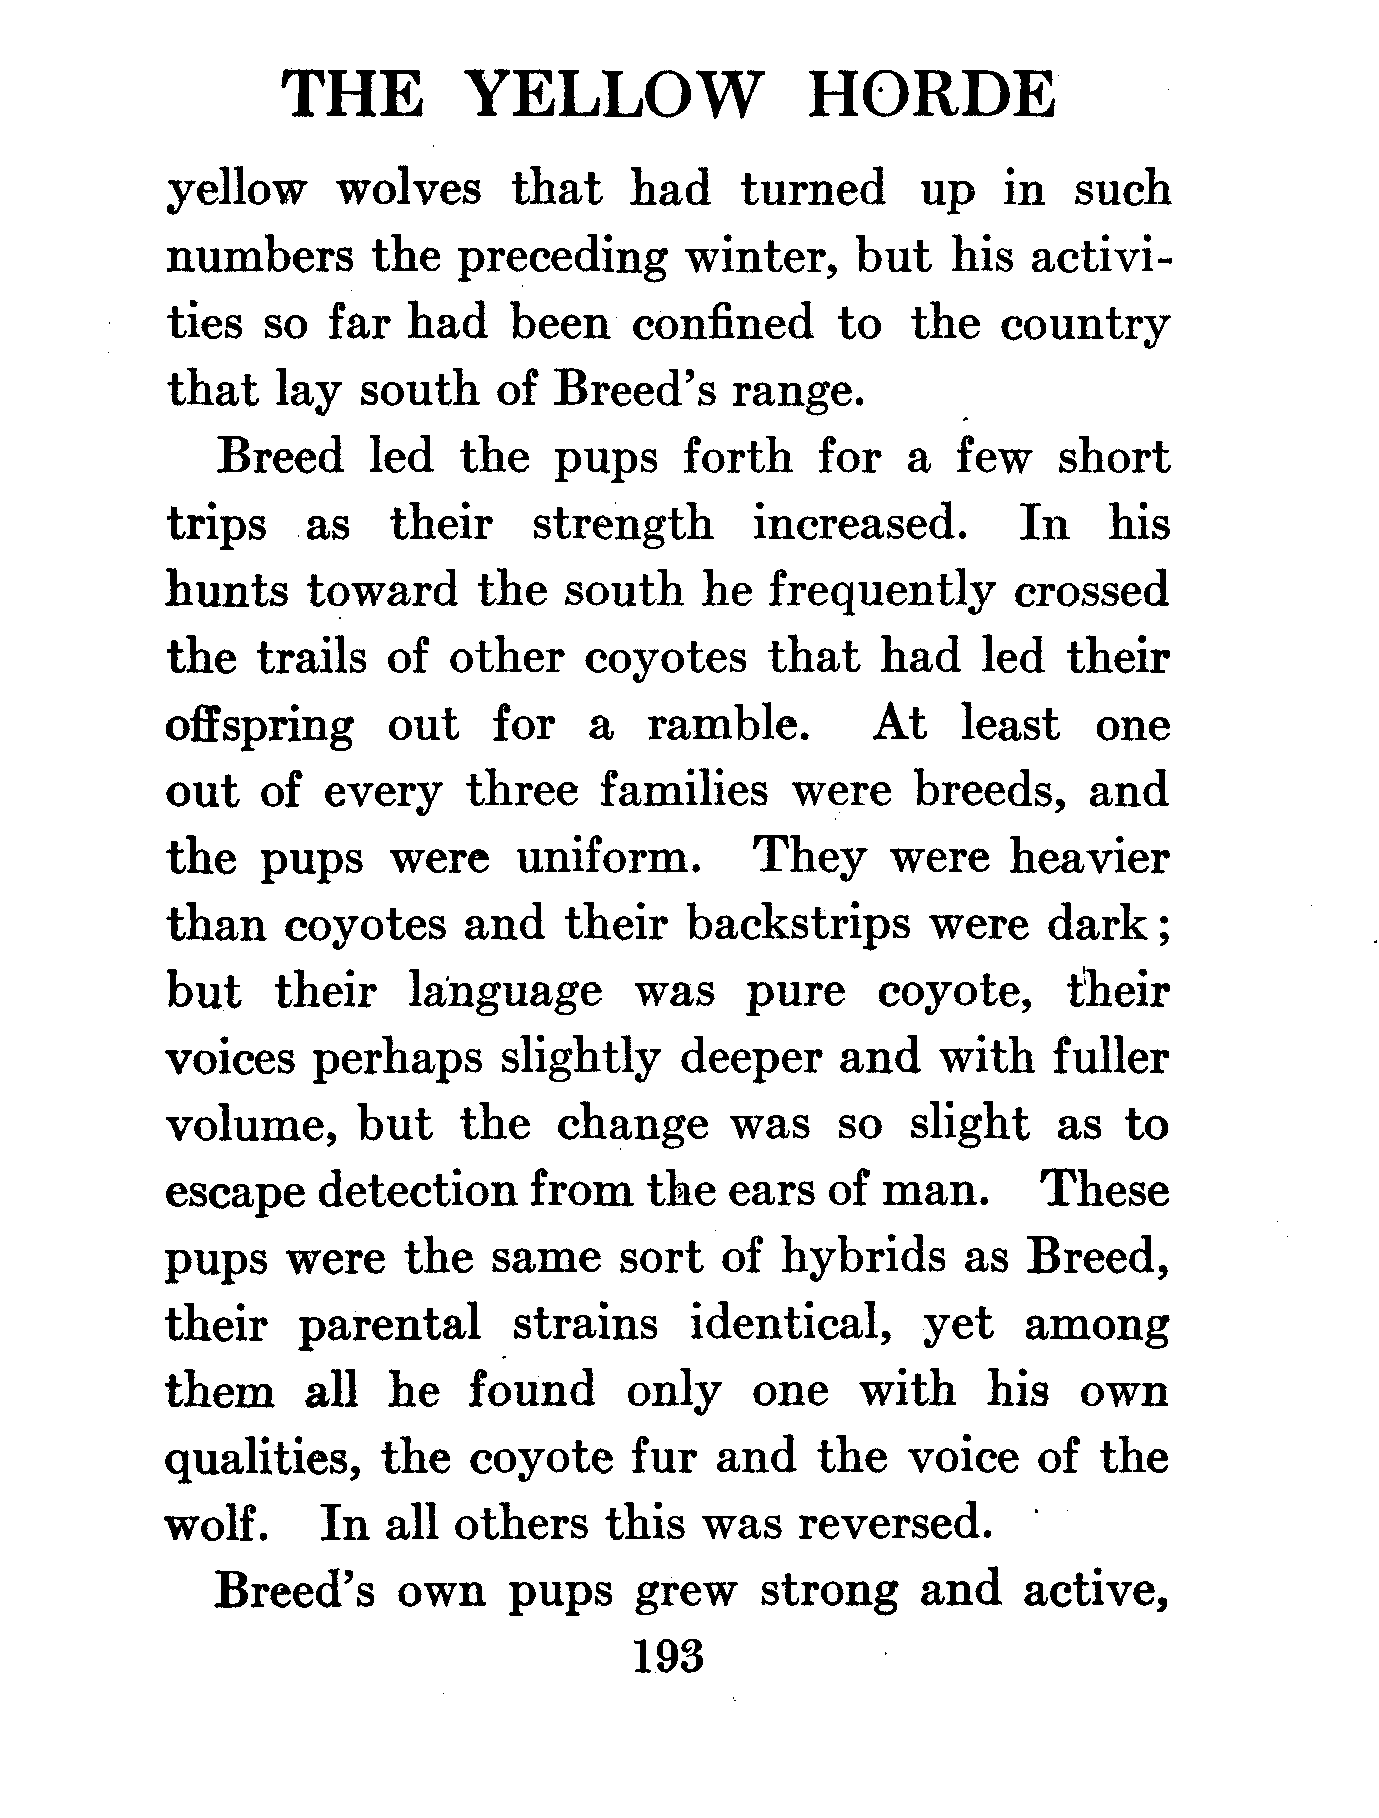 THE YELLOW HORDE
yellow wolves that had turned up in such
numbers the preceding winter, but his activi-
ties so far had been confined to the country
that lay south of Breed's range.
Breed led the pups forth for a few short
trips as their strength increased. In his
hunts toward the south he frequently crossed
the trails of other coyotes that had led their
offspring out for a ramble. At least one
out of every three families were breeds, and
the pups were uniform. They were heavier
than coyotes and their backstrips were dark;
but their language was pure coyote, their
voices perhaps slightly deeper and with fuller
volume, but the change was so slight as to
escape detection from the ears of man. These
pups were the same sort of hybrids as Breed,
their parental strains identical, yet among
them all he found only one with his own
qualities, the coyote fur and the voice of the
wolf. In all others this was reversed.
Breed's own pups grew strong and active,
193